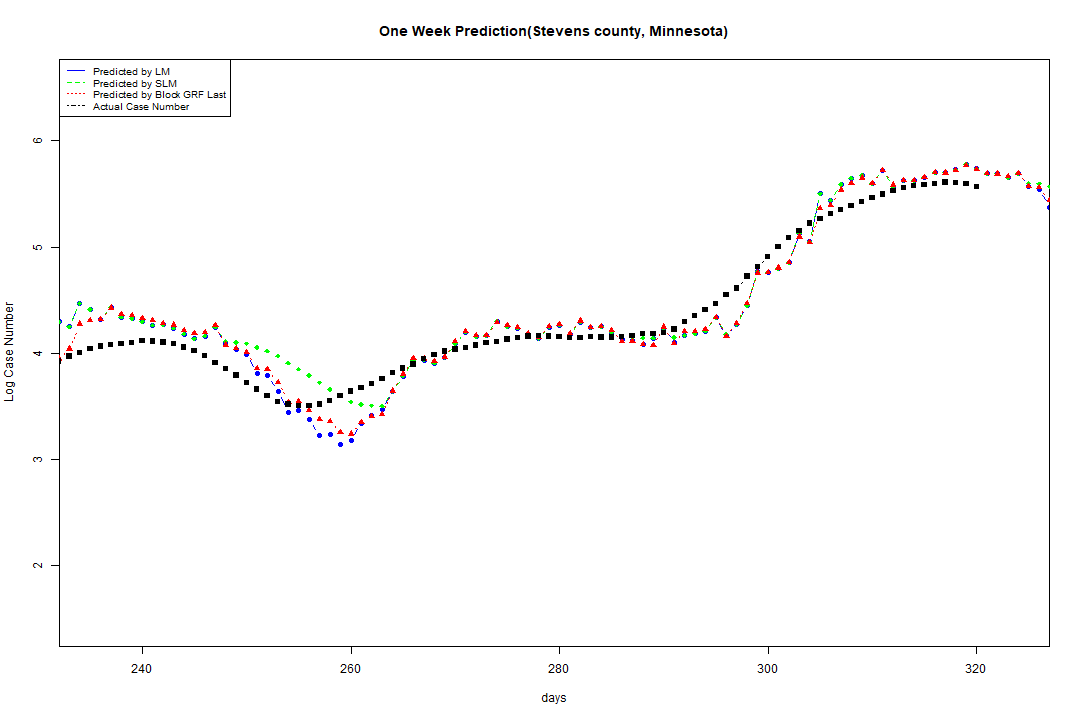 One Week Prediction(Stevens county, Minnesota)
Predicted by LM
Predicted by SLM
Predicted by Block GRF Last
Actual Case Number
6
5
4
3
2
Log Case Number
240
260
280
300
320
days